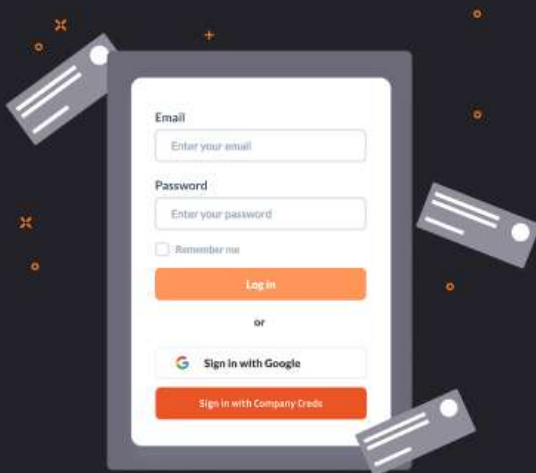 Email
Enter your email
Password
Enter your password
Remember me
Log in
or
Sign in with Google
Sign in with Company Creds